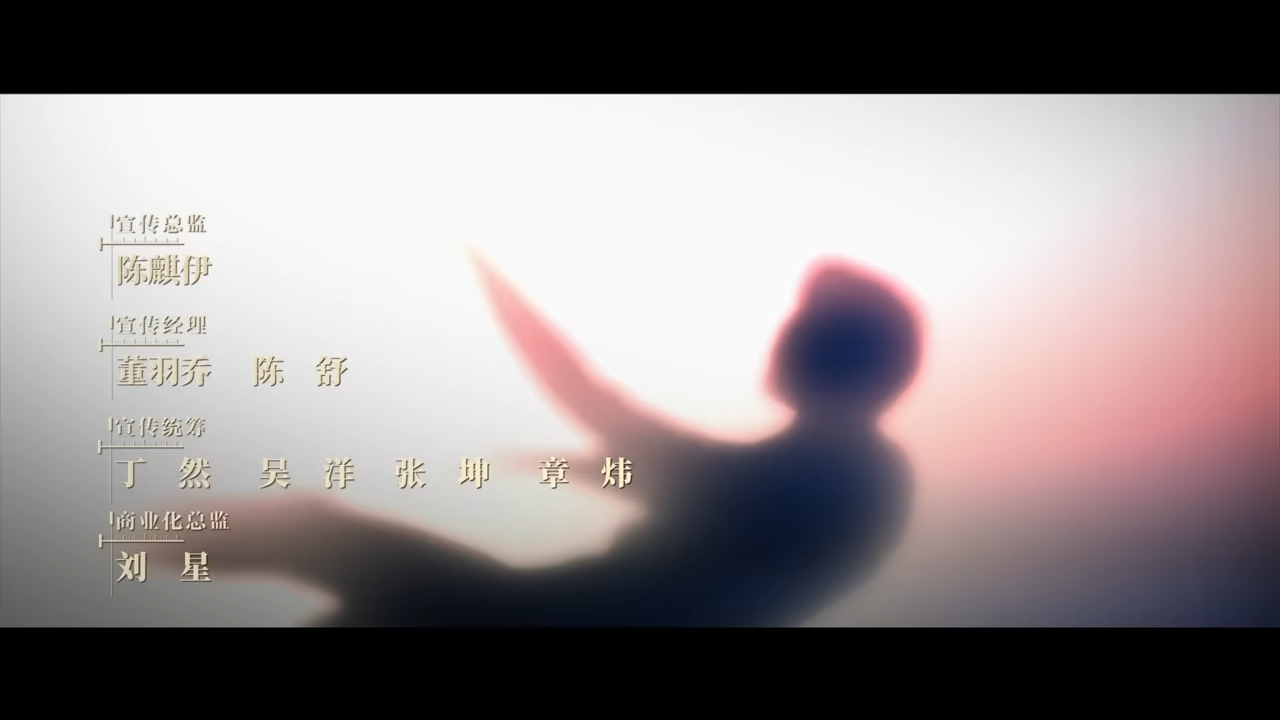 宣传总监
陈麒伊
宣传经理
董羽乔 陈 舒
宣传统筹
丁 然 吴 洋 张 坤 章 炜
商业化总监
刘 星